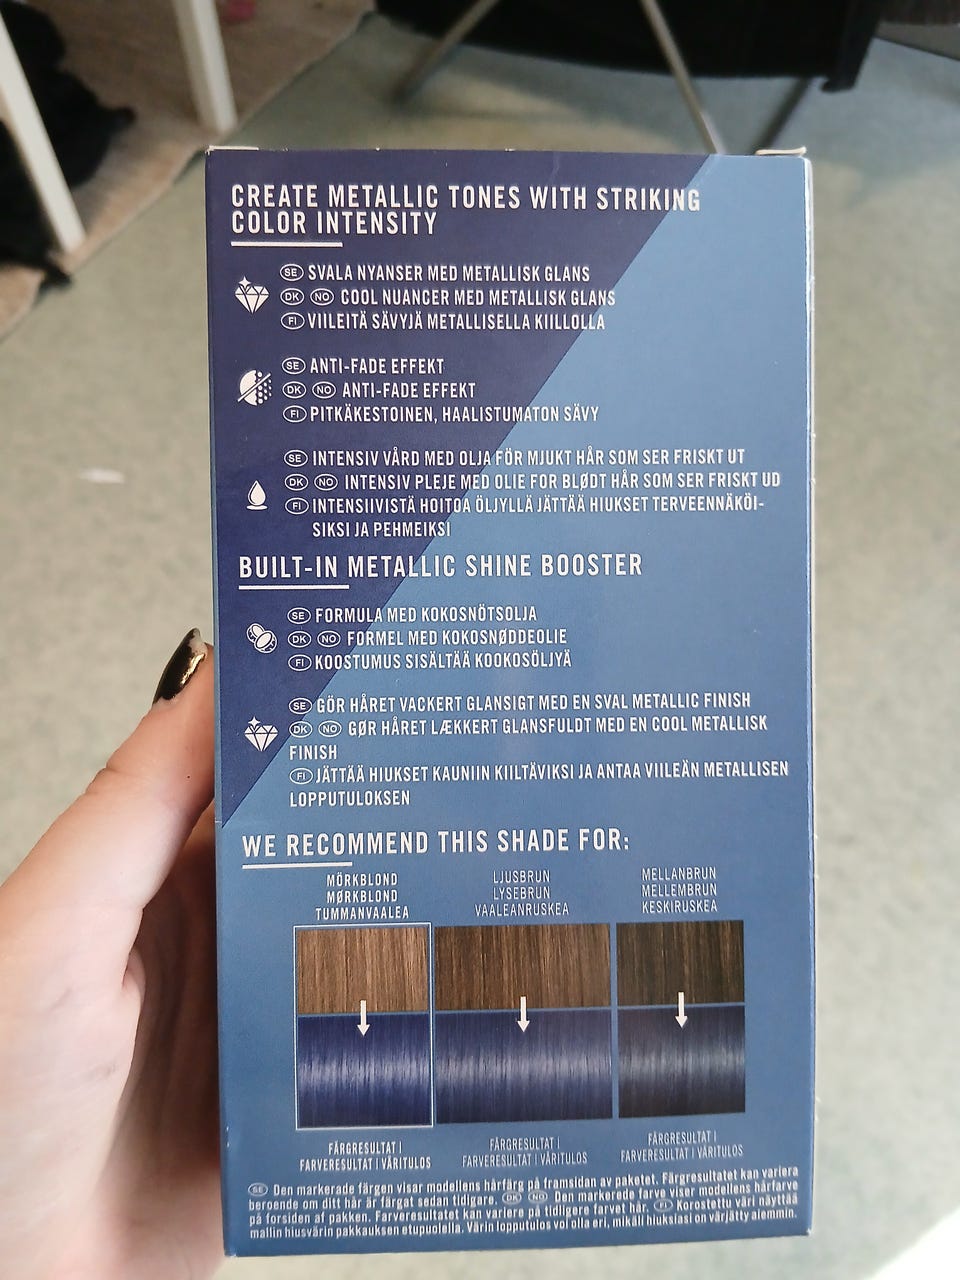 CREATE METALLIC TONES WITH STRIKING
COLOR INTENSITY
SE SVALA NYANSER MED METALLISK GLANS
DK NO COOL NUANCER MED METALLISK GLANS
FI VIILEITÄ SÄVYJÄ METALLISELLA KIILLOLLA
SE ANTI-FADE EFFEKT
DK NO ANTI-FADE EFFEKT
FI PITKÄKESTOINEN, HAALISTUMATON SÄVY
SE INTENSIV VÅRD MED OLJA FÖR MJUKT HÅR SOM SER FRISKT UT
DK NO INTENSIV PLEJE MED OLIE FOR BLØDT HÅR SOM SER FRISKT UD
FI INTENSIIVISTÄ HOITOA ÖLJYLLÄ JÄTTÄÄ HIUKSET TERVEENNÄKÖI-
SIKSI JA PEHMEIKSI
BUILT-IN METALLIC SHINE BOOSTER
SE FORMULA MED KOKOSNÖTSOLJA
DK NO FORMEL MED KOKOSNØDDEOLIE
FI KOOSTUMUS SISÄLTÄÄ KOOKOSÖLJYÄ
SE GÖR HÅRET VACKERT GLANSIGT MED EN SVAL METALLIC FINISH
DK NO GØR HÅRET LÆKKERT GLANSFULDT MED EN COOL METALLISK
FINISH
FI JÄTTÄÄ HIUKSET KAUNIIN KIILTÄVIKSI JA ANTAA VIILEÄN METALLISEN
LOPPUTULOKSEN
WE RECOMMEND THIS SHADE FOR:
MÖRKBLOND
MØRKBLOND
TUMMANVAALEA
LJUSBRUN
LYSEBRUN
VAALEANRUSKEA
MELLANBRUN
MELLEMBRUN
KESKIRUSKEA
FÄRGRESULTAT |
FARVERESULTAT | VÄRITULOS
FÄRGRESULTAT |
FARVERESULTAT | VÄRITULOS
FÄRGRESULTAT |
FARVERESULTAT | VÄRITULOS
SE Den markerade färgen visar modellens hårfärg på framsidan av paketet. Färgresultatet kan variera
beroende om ditt hår är färgat sedan tidigare. DK NO Den markerede farve viser modellens hårfarve
på forsiden af pakken. Farveresultatet kan variere på tidligere farvet hår. FI Korostettu väri näyttää
mallin hiusvärin pakkauksen etupuolella. Värin lopputulos voi olla eri, mikäli hiuksiasi on värjätty aiemmin.